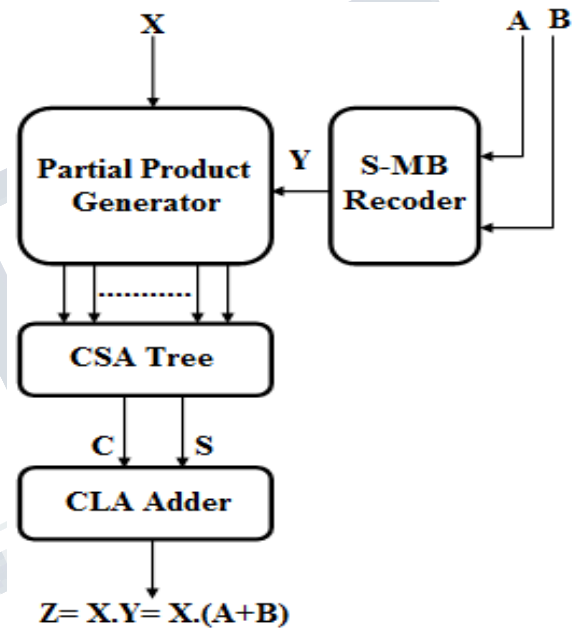 X
A B
Partial Product
Generator
Y
S-MB
Recoder
CSA Tree
C S
CLA Adder
Z= X.Y= X.(A+B)